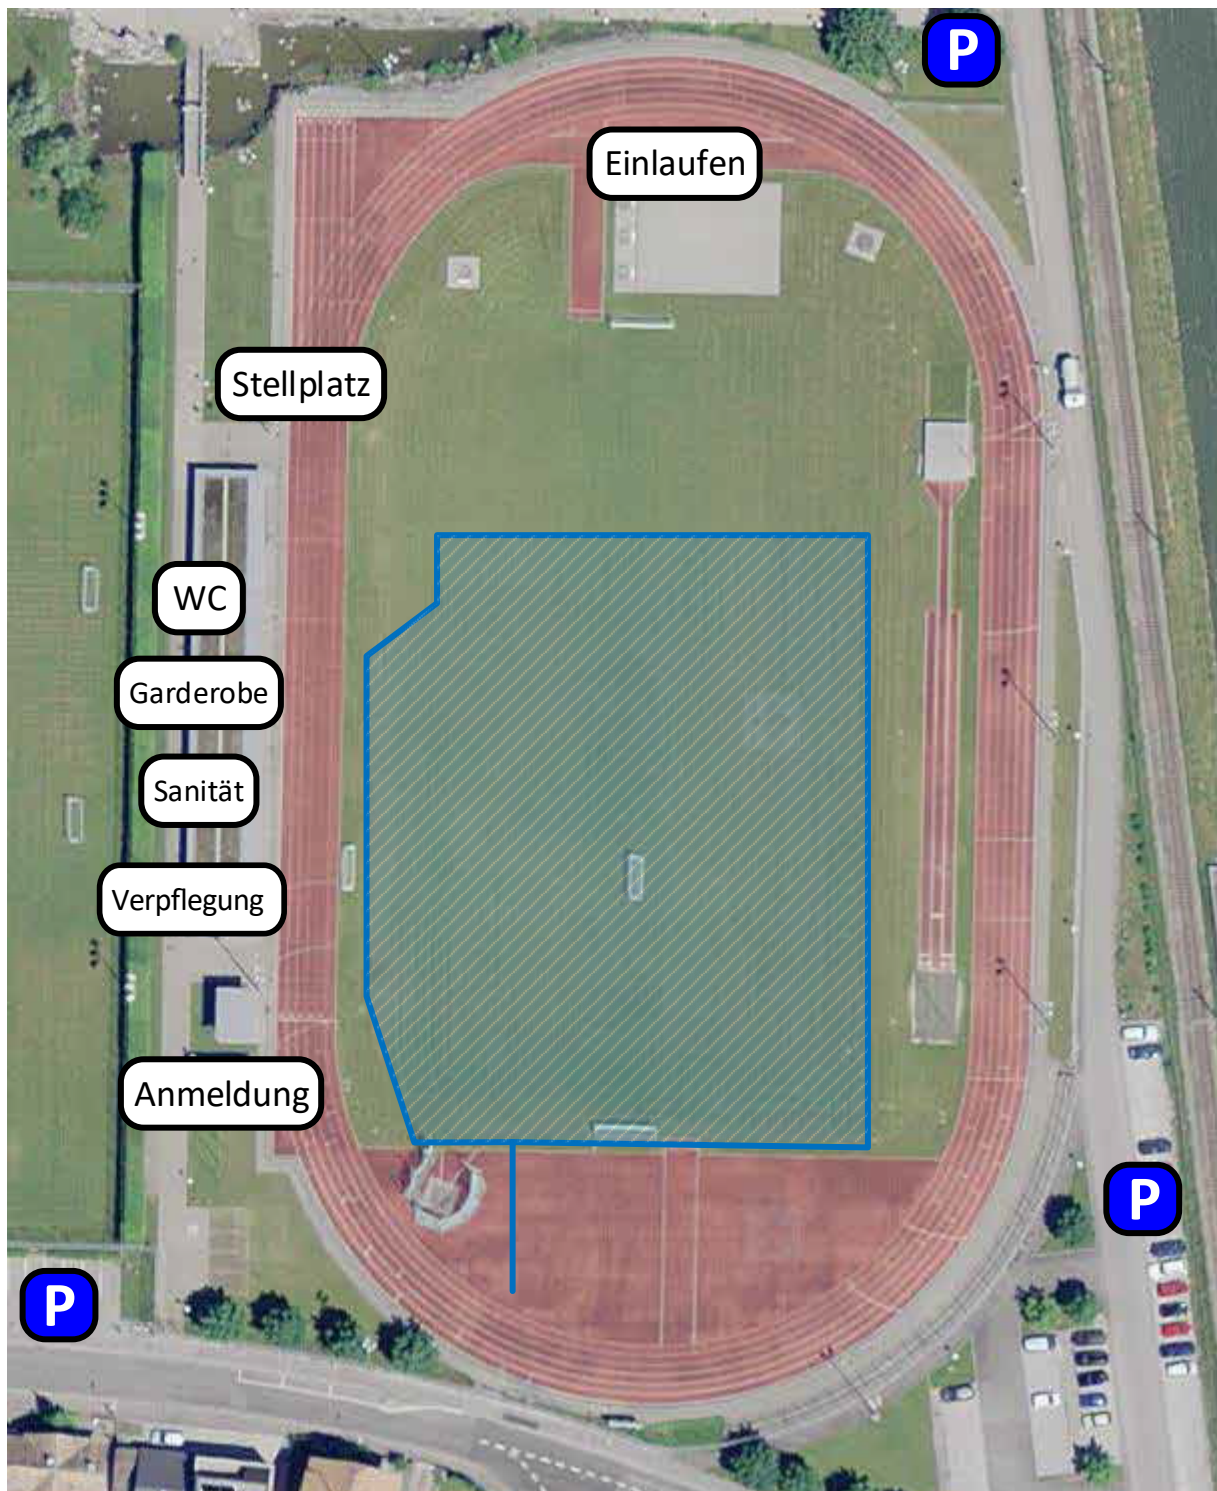 P
Einlaufen
Stellplatz
WC
Garderobe
Sanität
Verpflegung
Anmeldung
P
P